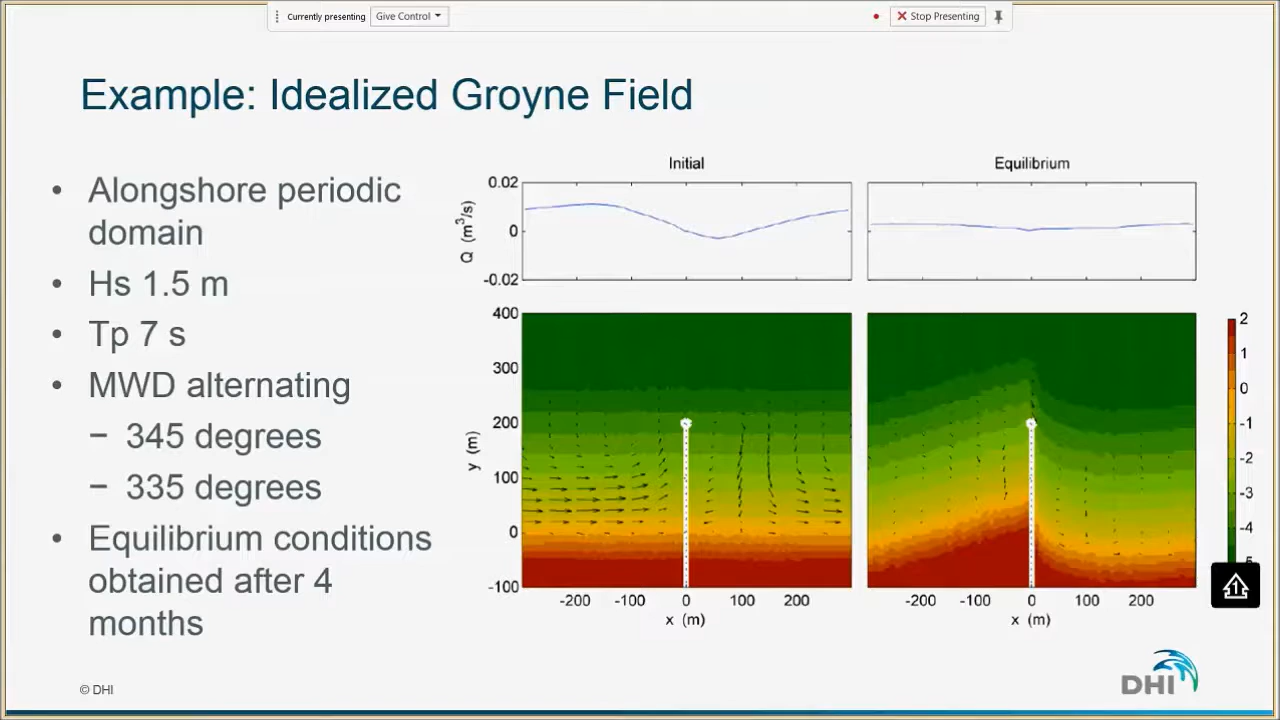 Currently presenting Give Control
Stop Presenting
Example: Idealized Groyne Field
• Alongshore periodic
domain
• Hs 1.5 m
• Tp 7 s
• MWD alternating
− 345 degrees
− 335 degrees
• Equilibrium conditions
obtained after 4
months
Initial
0.02
0
-0.02
Q (m³/s)
Equilibrium
400
300
200
100
0
-100
y (m)
-200 -100 0 100 200
x (m)
-200 -100 0 100 200
x (m)
2
1
0
-1
-2
-3
-4
1
© DHI
DHI